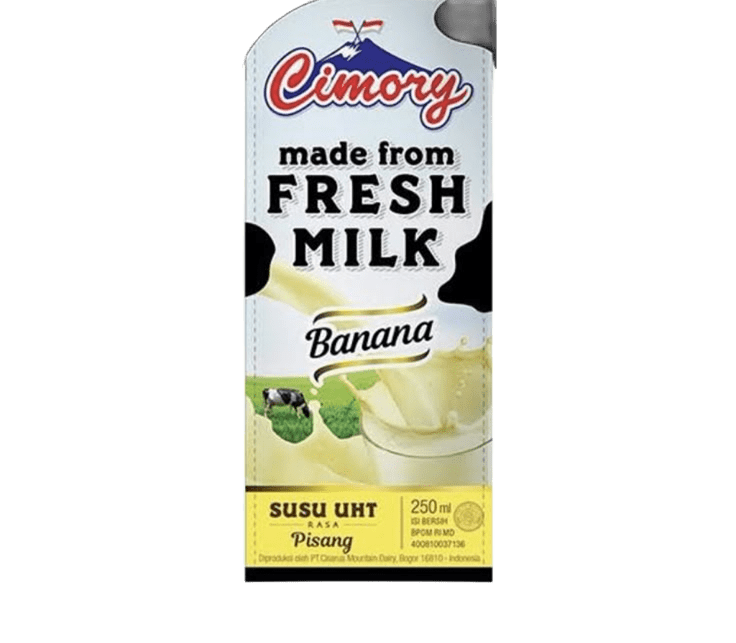 Cimory
made from
FRESH
MILK
Banana
SUSU UHT
RASA
Pisang
250 ml
ISI BERSIH
BPOM RI MD
400810037136
Diproduksi oleh PT.Cisarua Mountain Dairy, Bogor 16810 - Indonesia